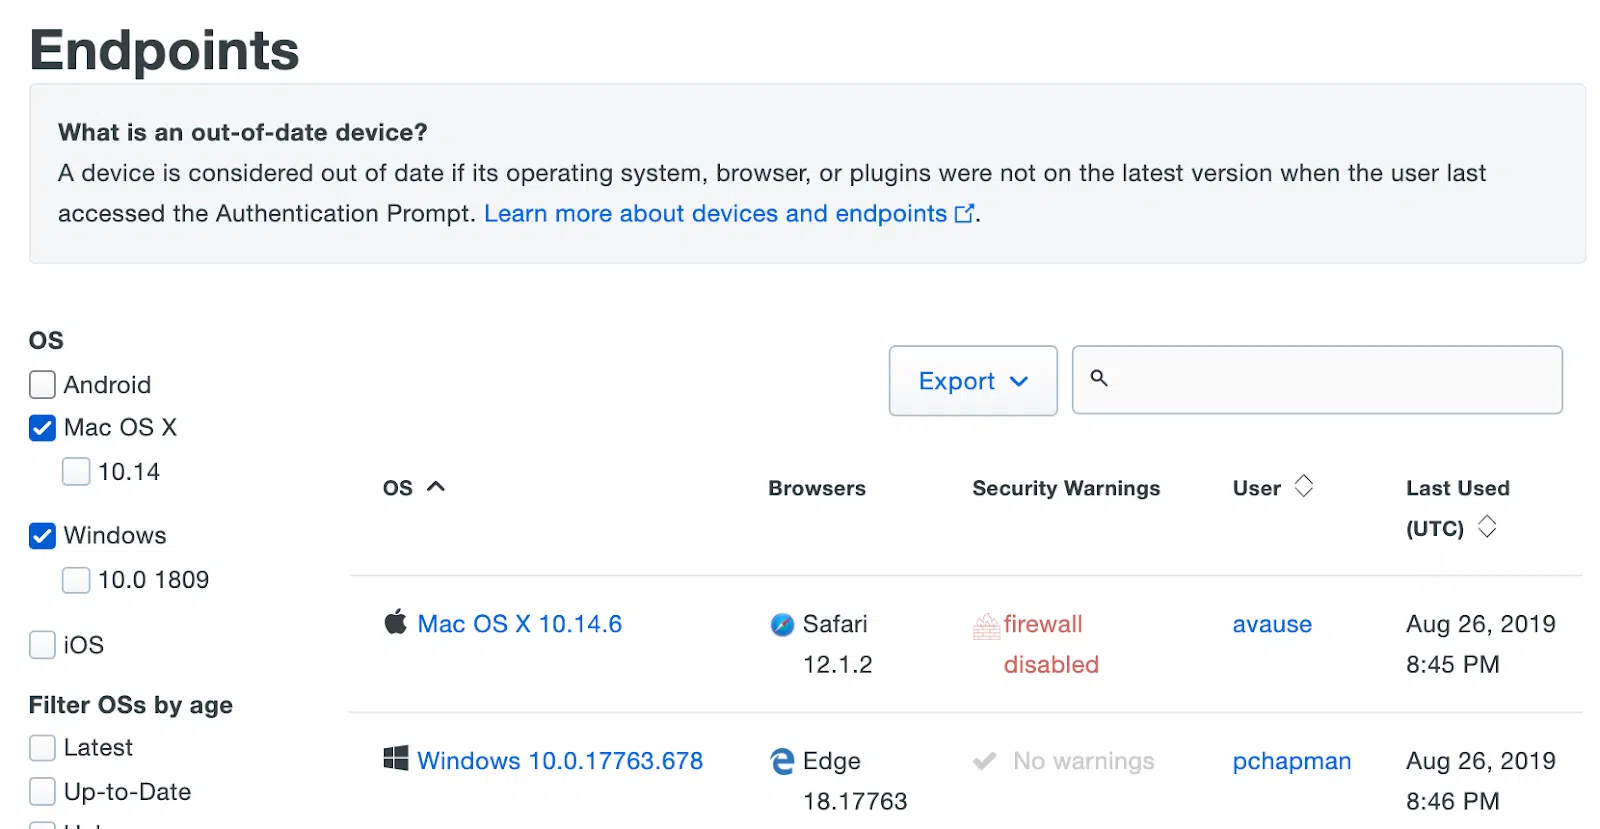 Endpoints
What is an out-of-date device?
A device is considered out of date if its operating system, browser, or plugins were not on the latest version when the user last
accessed the Authentication Prompt. Learn more about devices and endpoints.
OS
Android
Mac OS X
10.14
Windows
10.0 1809
iOS
Filter OSs by age
Latest
Up-to-Date
Export
OS Browsers Security Warnings User Last Used
(UTC)
Mac OS X 10.14.6 Safari firewall avause Aug 26, 2019
12.1.2 disabled 8:45 PM
Windows 10.0.17763.678 Edge No warnings pchapman Aug 26, 2019
18.17763 8:46 PM